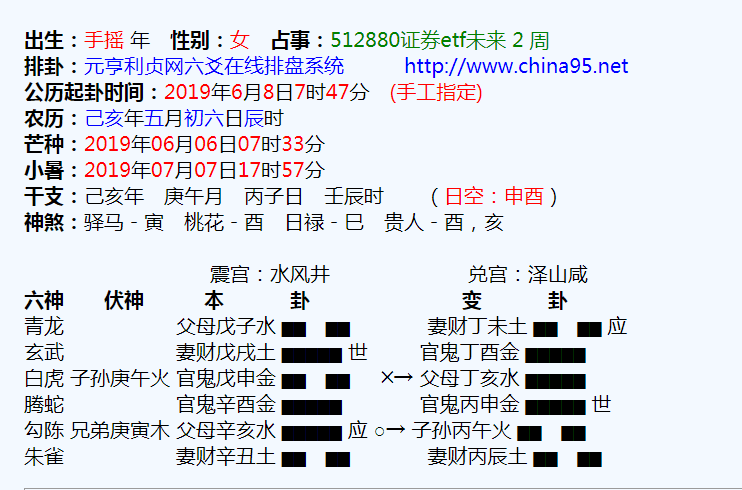 出生：手摇 年 性别：女 占事：512880证券etf未来 2 周
排卦：元亨利贞网六爻在线排盘系统 http://www.china95.net
公历起卦时间：2019年6月8日7时47分 (手工指定)
农历：己亥年五月初六日辰时
芒种：2019年06月06日07时33分
小暑：2019年07月07日17时57分
干支：己亥年 庚午月 丙子日 壬辰时 （日空：申酉）
神煞：驿马－寅 桃花－酉 日禄－巳 贵人－酉，亥
震宫：水风井 兑宫：泽山咸
六神 伏神 本 卦 变 卦
青龙 父母戊子水 妻财丁未土 应
玄武 妻财戊戌土 世 官鬼丁酉金
白虎 子孙庚午火 官鬼戊申金 ×→ 父母丁亥水
腾蛇 官鬼辛酉金 官鬼丙申金 世
勾陈 兄弟庚寅木 父母辛亥水 应 ○→ 子孙丙午火
朱雀 妻财辛丑土 妻财丙辰土